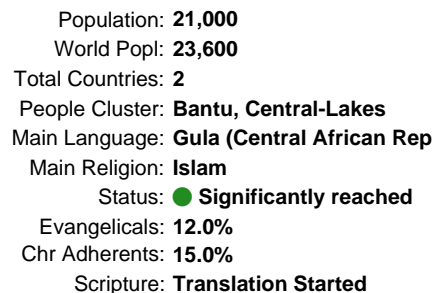 Population: 21,000
World Popl: 23,600
Total Countries: 2
People Cluster: Bantu, Central-Lakes
Main Language: Gula (Central African Rep
Main Religion: Islam
Status: Significantly reached
Evangelicals: 12.0%
Chr Adherents: 15.0%
Scripture: Translation Started